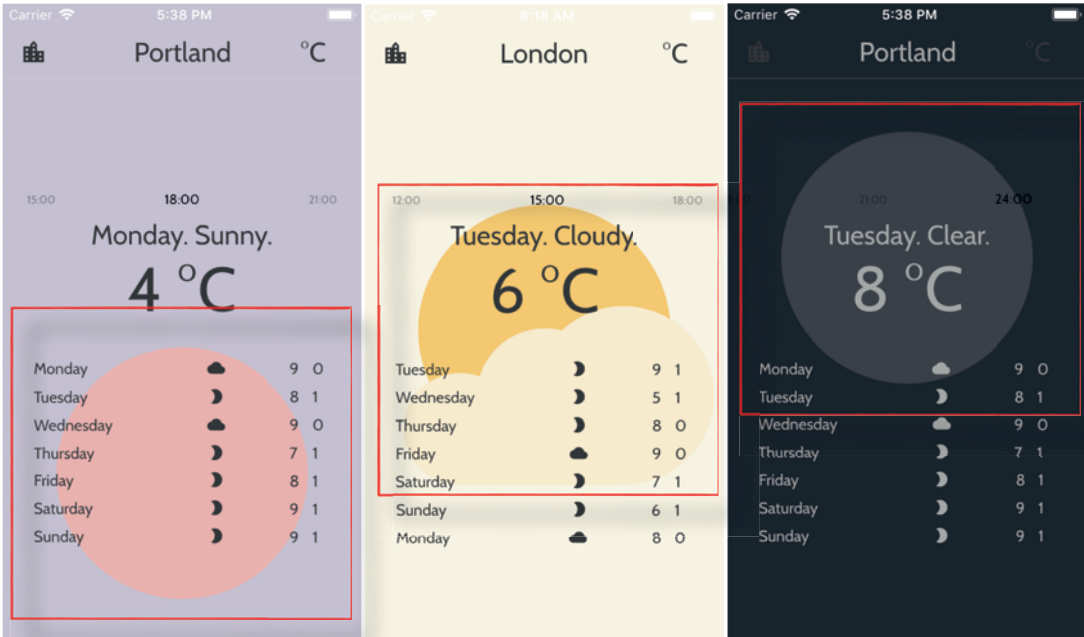 Carrier 5:38 PM
Portland °C
15:00 18:00 21:00
Monday. Sunny.
4 °C
Monday 9 0
Tuesday 8 1
Wednesday 9 0
Thursday 7 1
Friday 8 1
Saturday 9 1
Sunday 9 1
Carrier 8:18 AM
London °C
12:00 15:00 18:00
Tuesday. Cloudy.
6 °C
Tuesday 9 1
Wednesday 5 1
Thursday 8 0
Friday 9 0
Saturday 7 1
Sunday 6 1
Monday 8 0
Carrier 5:38 PM
Portland °C
21:00 24:00
Tuesday. Clear.
8 °C
Monday 9 0
Tuesday 8 1
Wednesday 9 0
Thursday 7 1
Friday 8 1
Saturday 9 1
Sunday 9 1